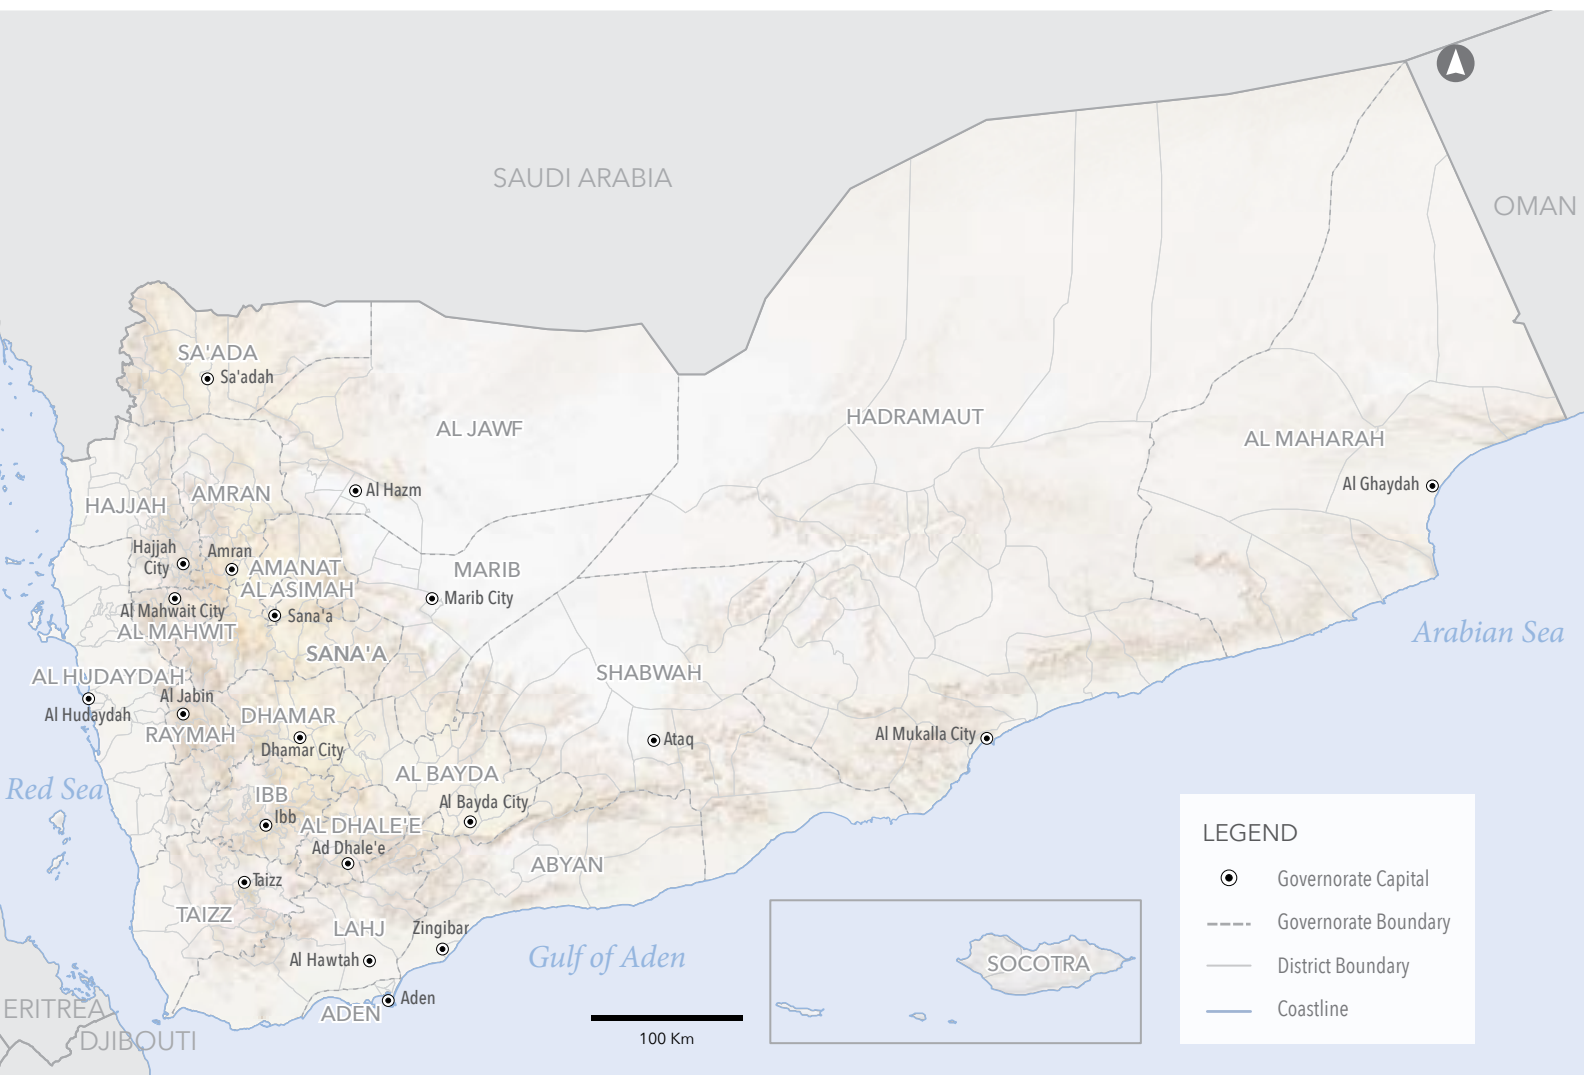 SAUDI ARABIA
OMAN
SA'ADA
Sa'adah
AL JAWF
HADRAMAUT
AL MAHARAH
Al Ghaydah
Al Hazm
AMRAN
HAJJAH
Hajjah
City
Amran
AMANAT
AL ASIMAH
MARIB
Marib City
Al Mahwait City
Sana'a
AL MAHWIT
SANA'A
Arabian Sea
AL HUDAYDAH
Al Jabin
SHABWAH
Al Hudaydah
RAYMAH
DHAMAR
Dhamar City
Ataq
Al Mukalla City
AL BAYDA
Al Bayda City
Red Sea
IBB
Ibb
AL DHALE'E
Ad Dhale'e
ABYAN
Taizz
TAIZZ
LAHJ
Zingibar
Al Hawtah
Gulf of Aden
Aden
ADEN
ERITREA
DJIBOUTI
100 Km
SOCOTRA
LEGEND
Governorate Capital
Governorate Boundary
District Boundary
Coastline